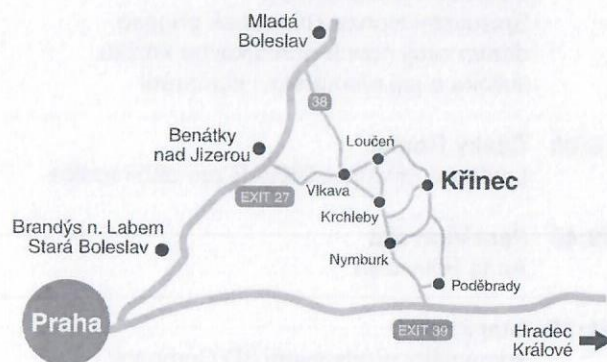 Mladá
Boleslav
38
Benátky
nad Jizerou
Loučeň
EXIT 27
Vlkava
Křinec
Krchleby
Brandýs n. Labem
Stará Boleslav
Nymburk
Poděbrady
Praha
EXIT 39
Hradec
Králové